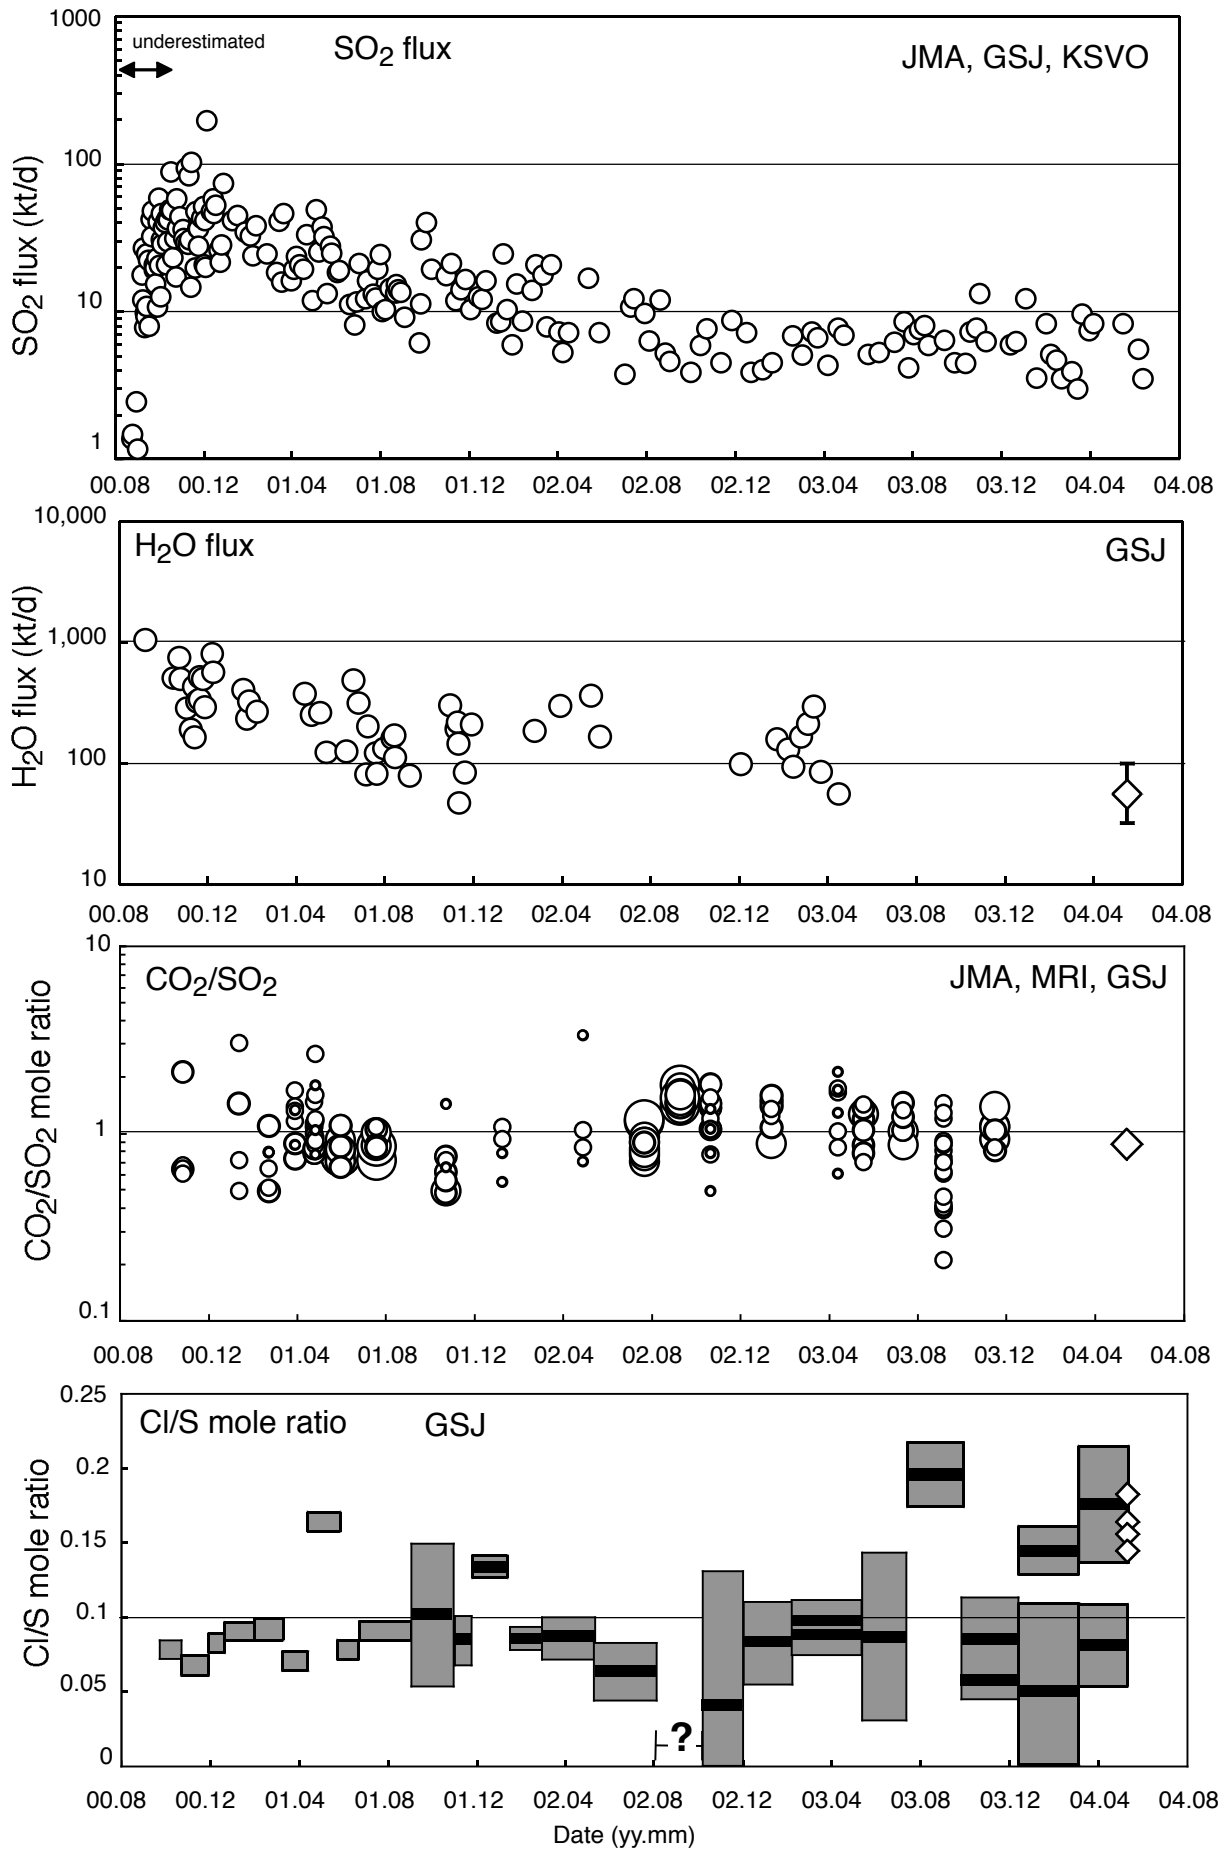 1000
underestimated
SO2 flux
JMA, GSJ, KSVO
100
10
1
SO2 flux (kt/d)
00.08 00.12 01.04 01.08 01.12 02.04 02.08 02.12 03.04 03.08 03.12 04.04 04.08
10,000
H2O flux
GSJ
1,000
100
10
H2O flux (kt/d)
00.08 00.12 01.04 01.08 01.12 02.04 02.08 02.12 03.04 03.08 03.12 04.04 04.08
10
CO2/SO2
JMA, MRI, GSJ
1
0.1
CO2/SO2 mole ratio
00.08 00.12 01.04 01.08 01.12 02.04 02.08 02.12 03.04 03.08 03.12 04.04 04.08
0.25
Cl/S mole ratio
GSJ
0.2
0.15
0.1
0.05
?
0
Cl/S mole ratio
00.08 00.12 01.04 01.08 01.12 02.04 02.08 02.12 03.04 03.08 03.12 04.04 04.08
Date (yy.mm)